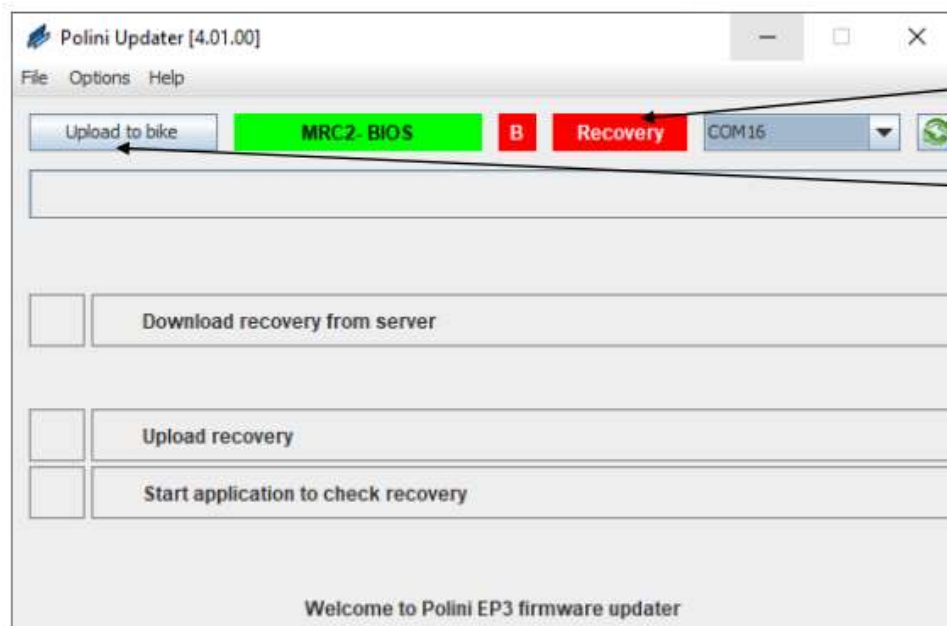 Polini Updater [4.01.00]
File Options Help
Upload to bike MRC2- BIOS B Recovery COM16
Download recovery from server
Upload recovery
Start application to check recovery
Welcome to Polini EP3 firmware updater